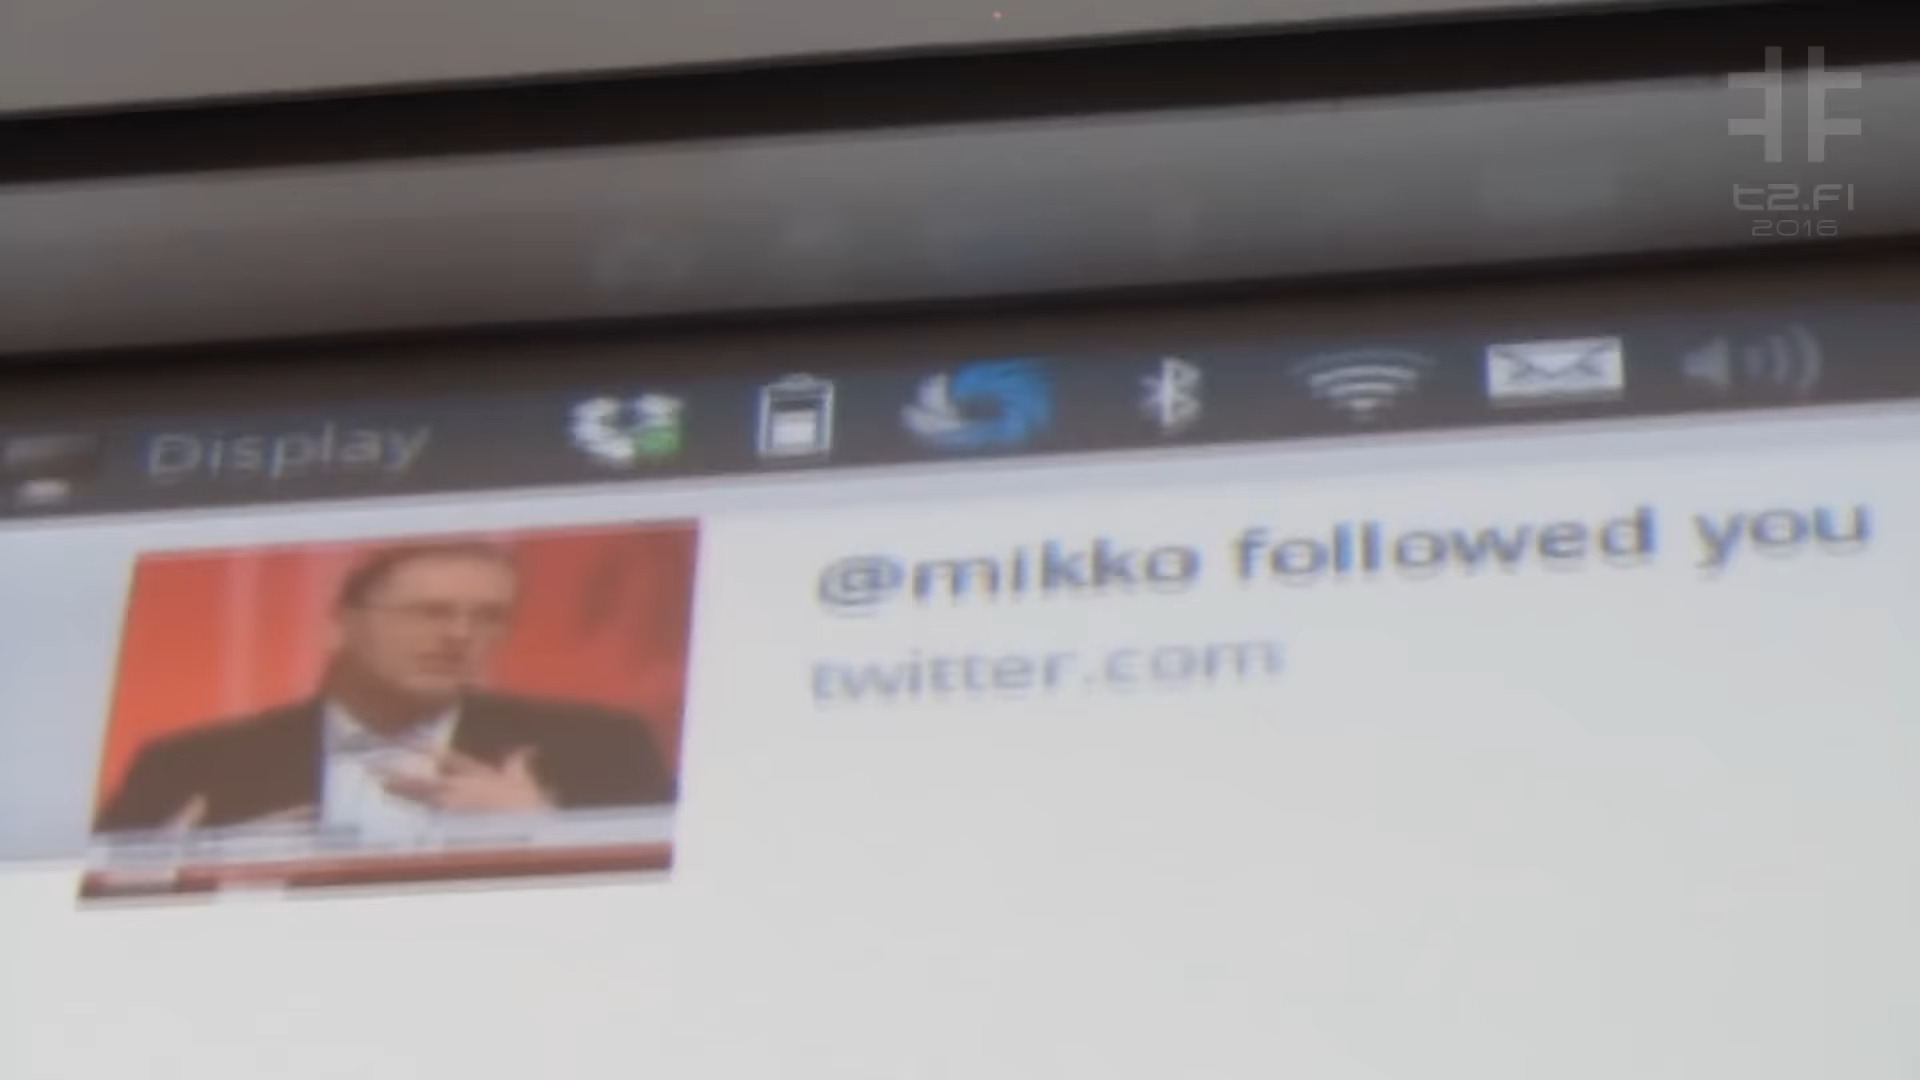 t2.fi
2016
Display
@mikko followed you
twitter.com